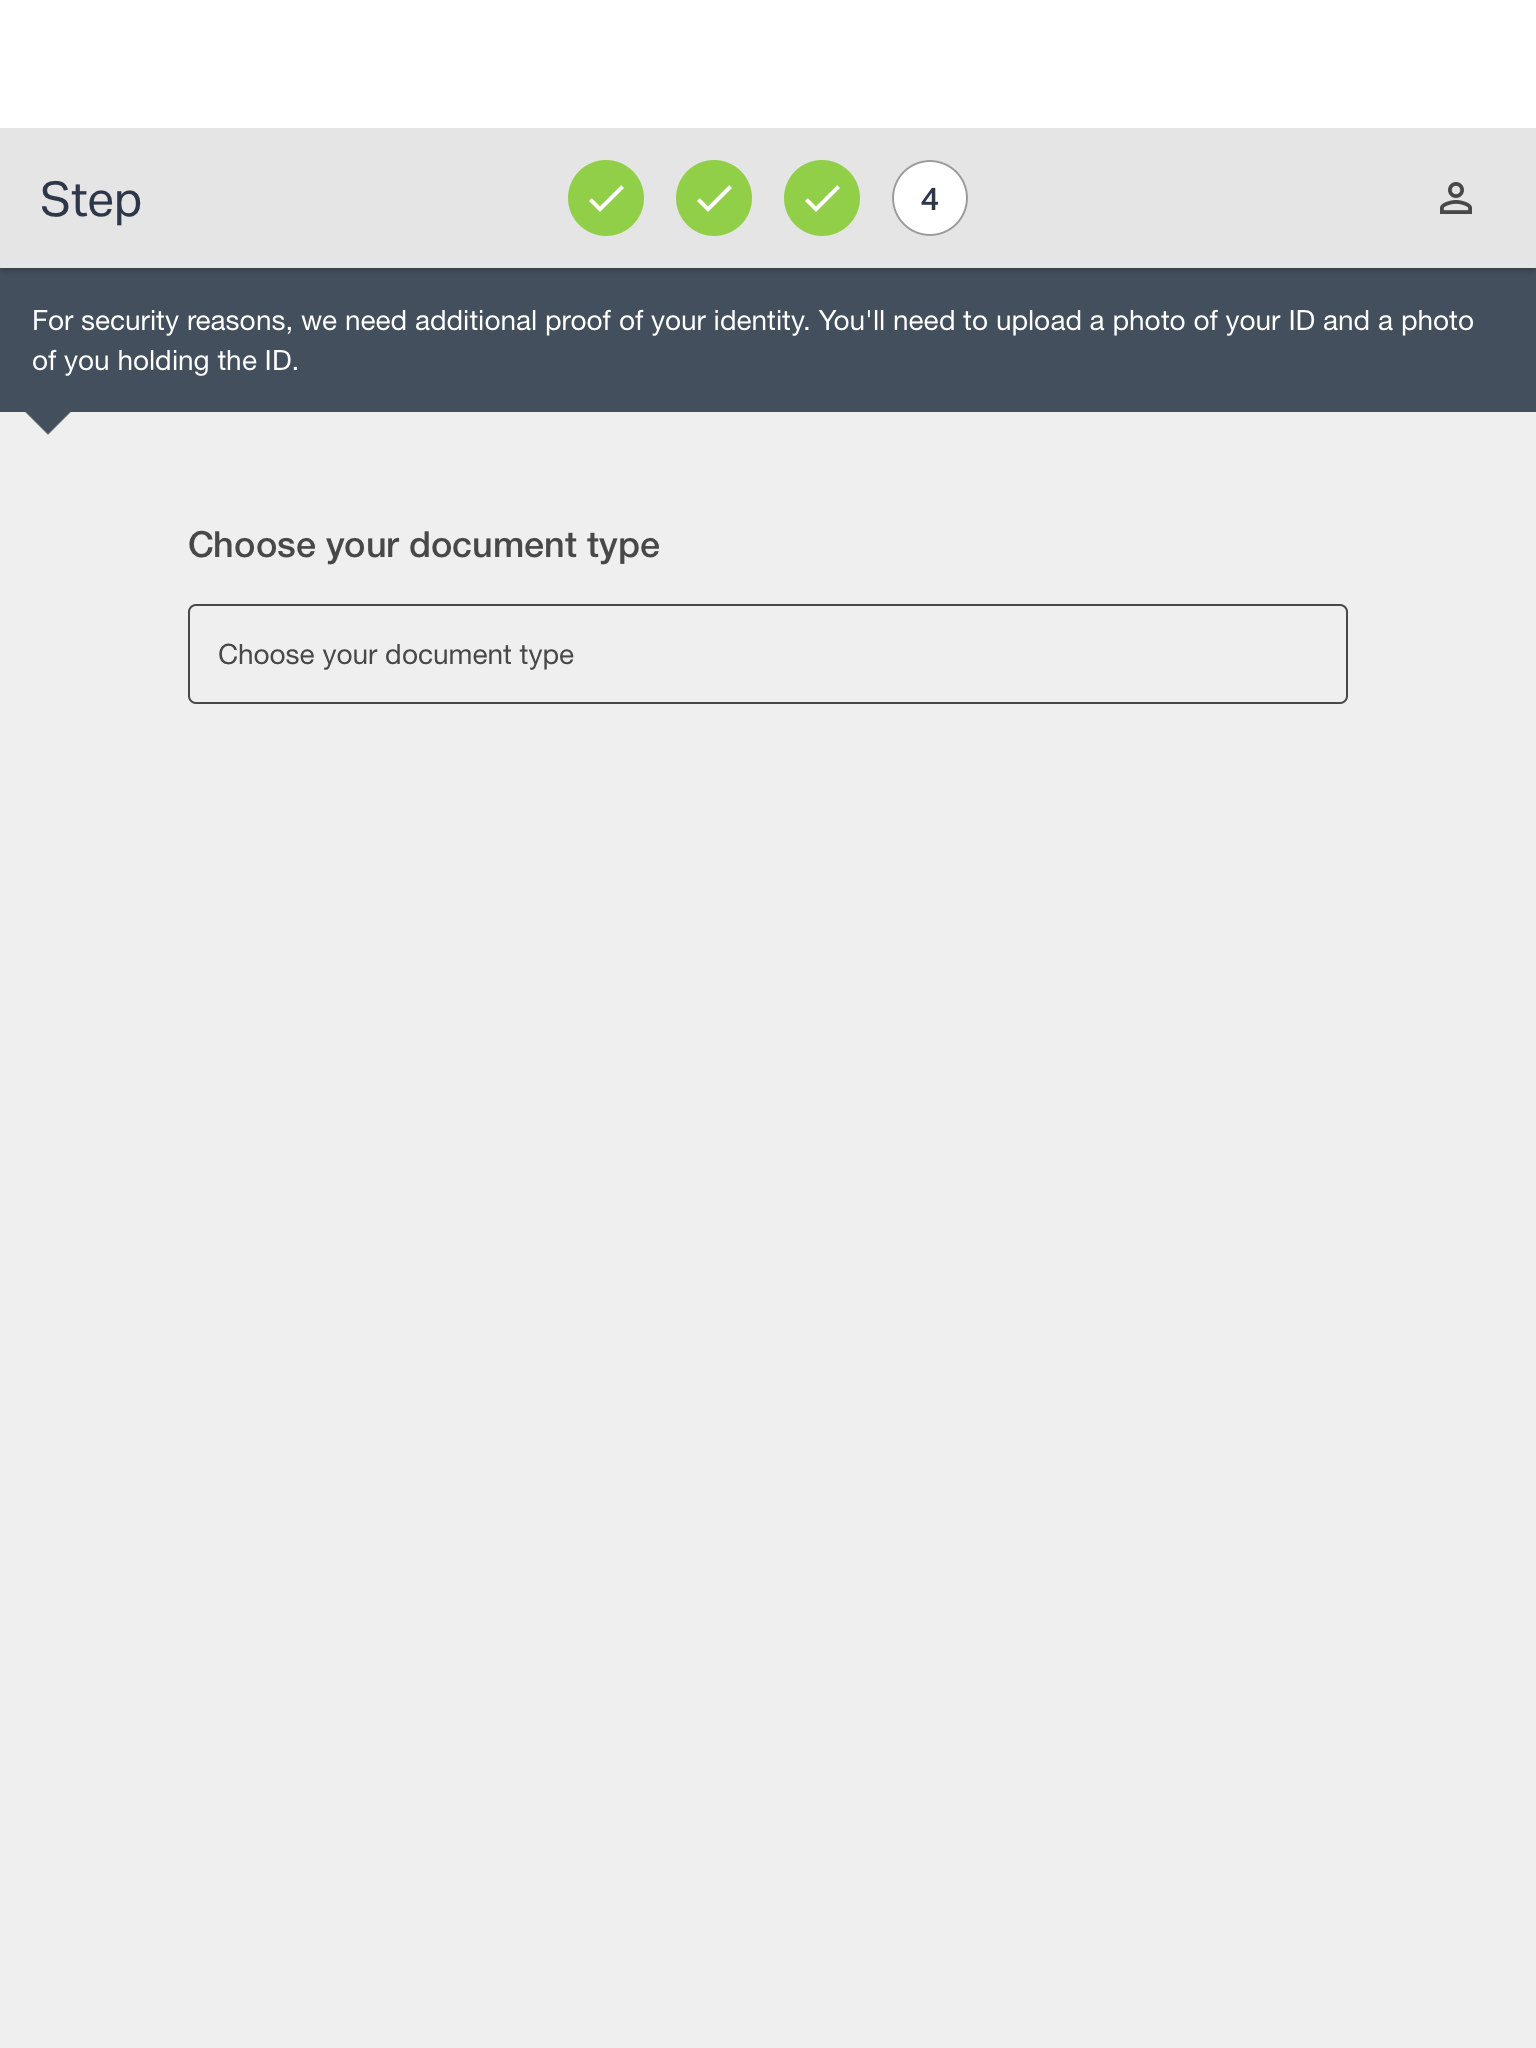 Step
4
For security reasons, we need additional proof of your identity. You'll need to upload a photo of your ID and a photo
of you holding the ID.
Choose your document type
Choose your document type